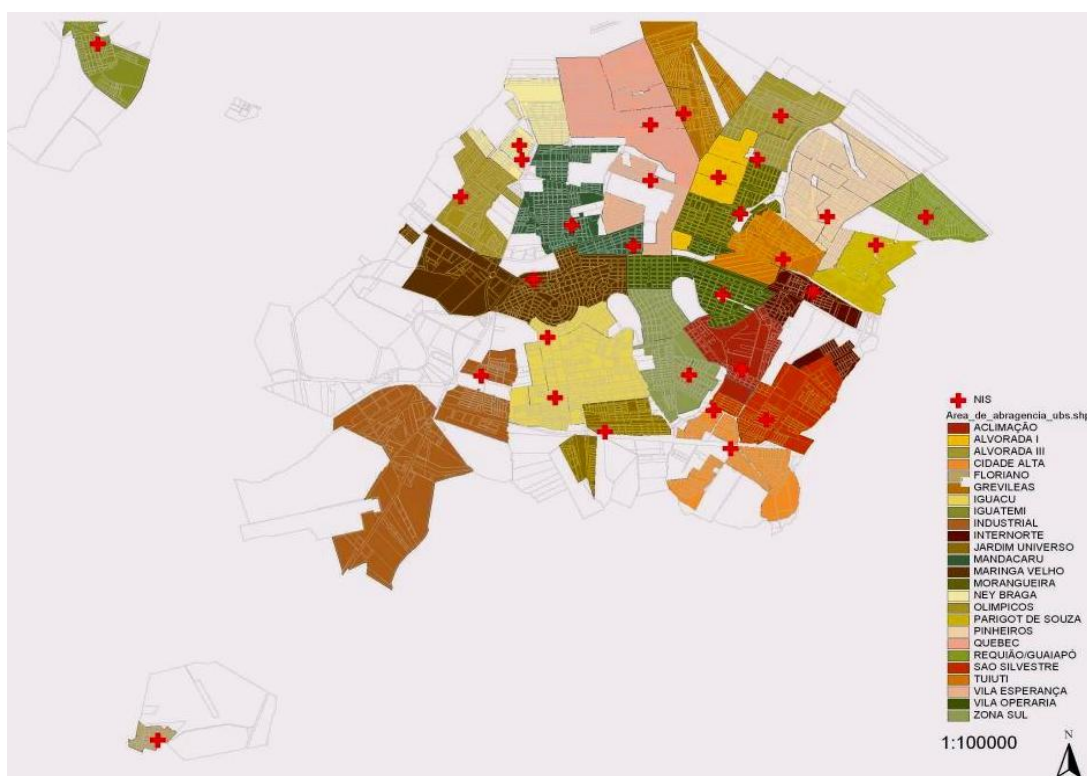 NIS
Area_de_abragencia_ubs.shp
ACLIMAÇÃO
ALVORADA I
ALVORADA III
CIDADE ALTA
FLORIANO
GREVILEAS
IGUACU
IGUATEMI
INDUSTRIAL
INTERNORTE
JARDIM UNIVERSO
MANDACARU
MARINGA VELHO
MORANGUEIRA
NEY BRAGA
OLIMPICOS
PARIGOT DE SOUZA
PINHEIROS
QUEBEC
REQUIÃO/GUAIAPÓ
SAO SILVESTRE
TUIUTI
VILA ESPERANÇA
VILA OPERARIA
ZONA SUL
1:100000
N